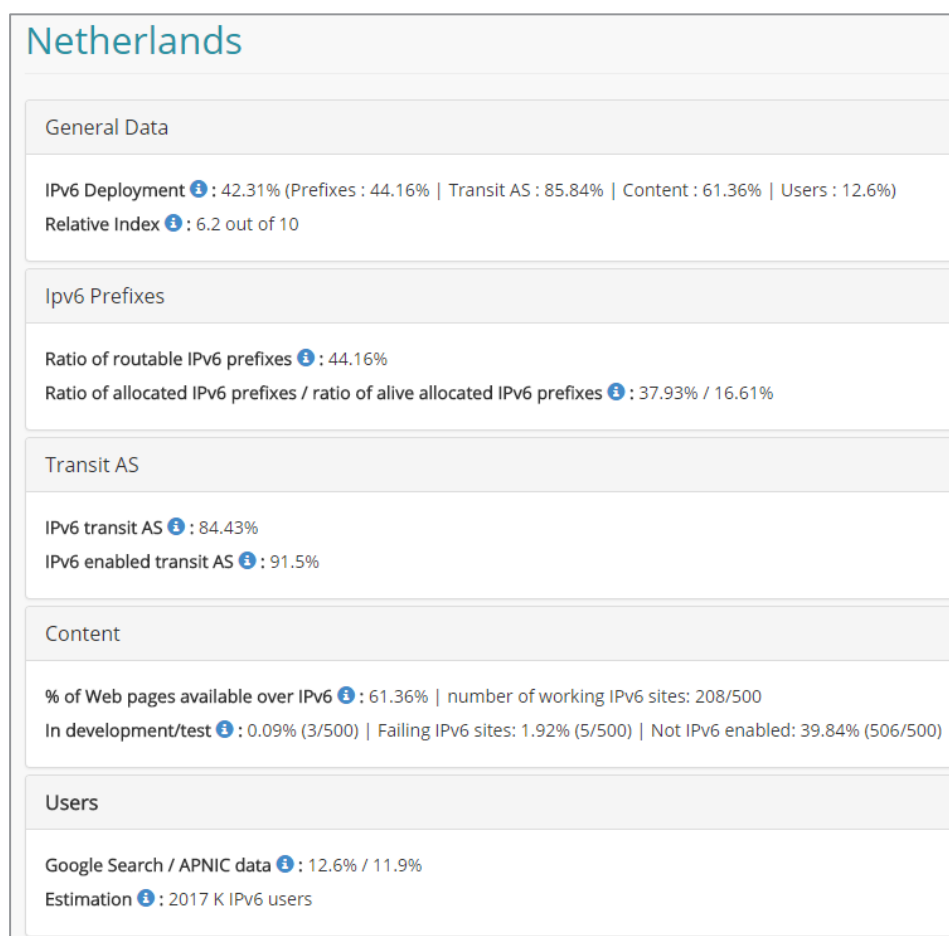 Netherlands
General Data
IPv6 Deployment : 42.31% (Prefixes : 44.16% | Transit AS : 85.84% | Content : 61.36% | Users : 12.6%)
Relative Index : 6.2 out of 10
Ipv6 Prefixes
Ratio of routable IPv6 prefixes : 44.16%
Ratio of allocated IPv6 prefixes / ratio of alive allocated IPv6 prefixes : 37.93% / 16.61%
Transit AS
IPv6 transit AS : 84.43%
IPv6 enabled transit AS : 91.5%
Content
% of Web pages available over IPv6 : 61.36% | number of working IPv6 sites: 208/500
In development/test : 0.09% (3/500) | Failing IPv6 sites: 1.92% (5/500) | Not IPv6 enabled: 39.84% (506/500)
Users
Google Search / APNIC data : 12.6% / 11.9%
Estimation : 2017 K IPv6 users